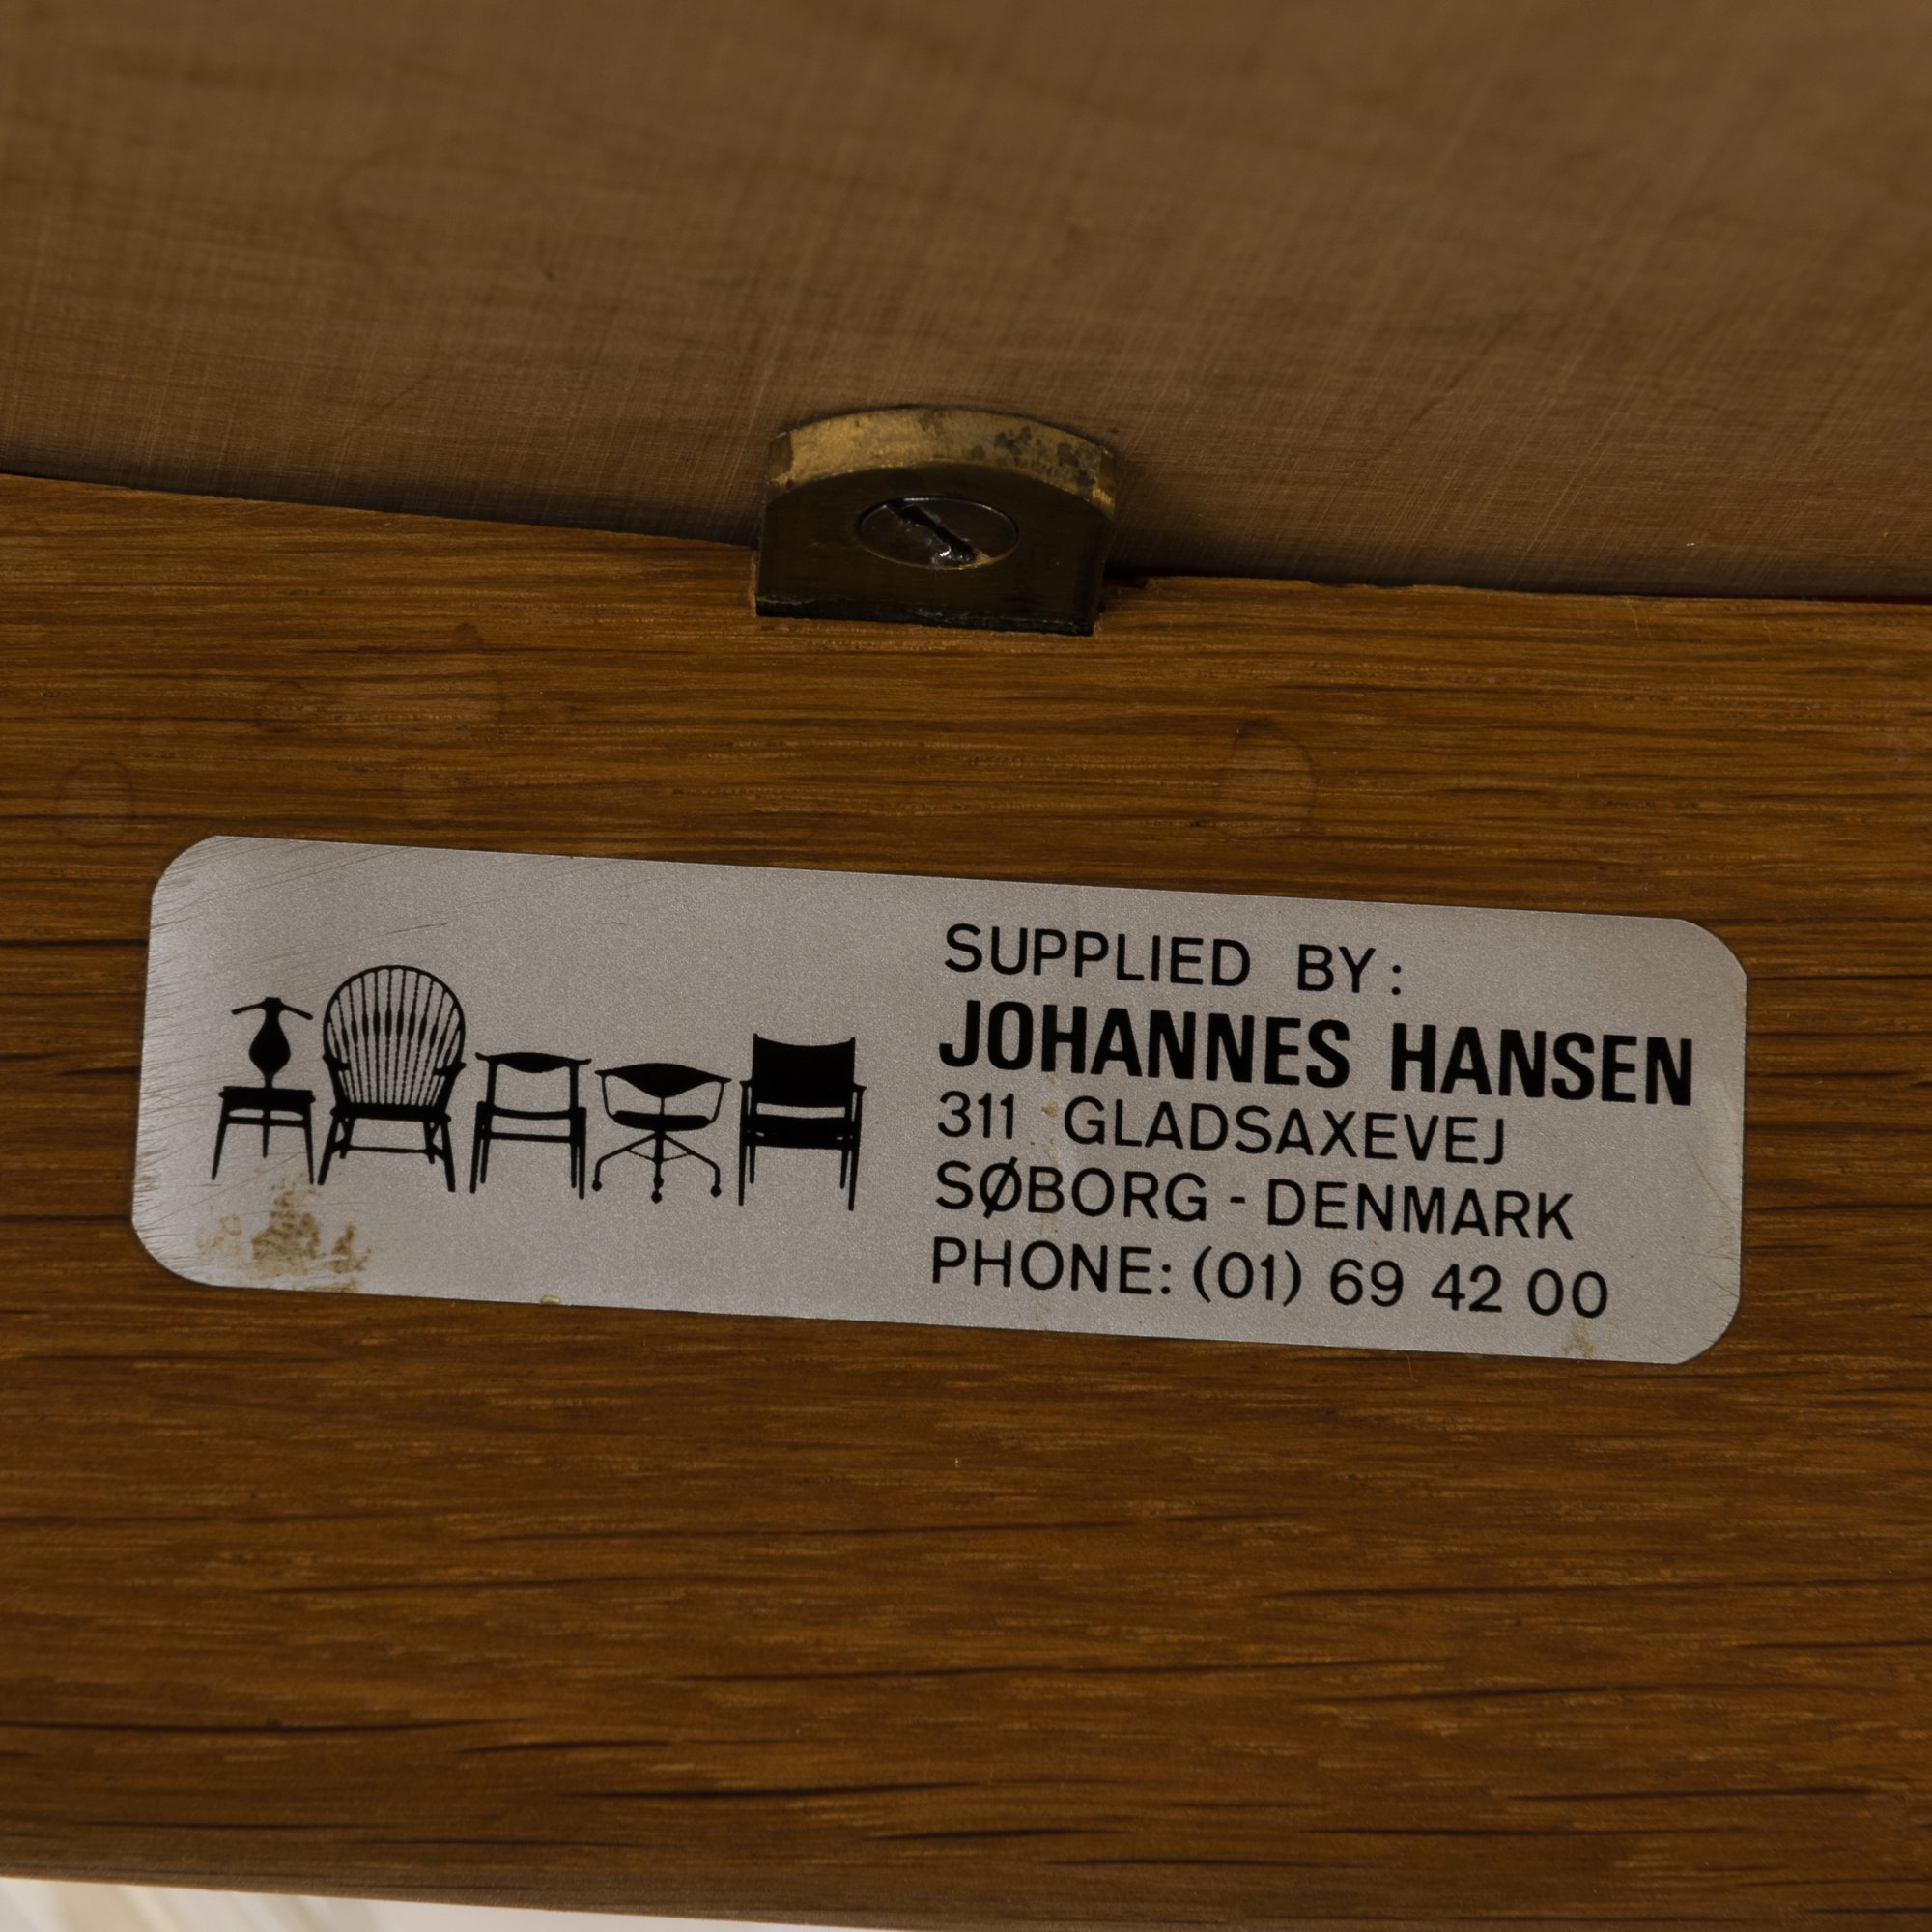 SUPPLIED BY:
JOHANNES HANSEN
311 GLADSAXEVEJ
SØBORG - DENMARK
PHONE: (01) 69 42 00